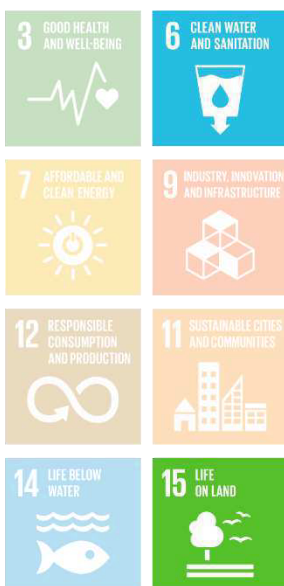 3 GOOD HEALTH
AND WELL-BEING
6 CLEAN WATER
AND SANITATION
7 AFFORDABLE AND
CLEAN ENERGY
9 INDUSTRY, INNOVATION
AND INFRASTRUCTURE
12 RESPONSIBLE
CONSUMPTION
AND PRODUCTION
11 SUSTAINABLE CITIES
AND COMMUNITIES
14 LIFE BELOW
WATER
15 LIFE
ON LAND